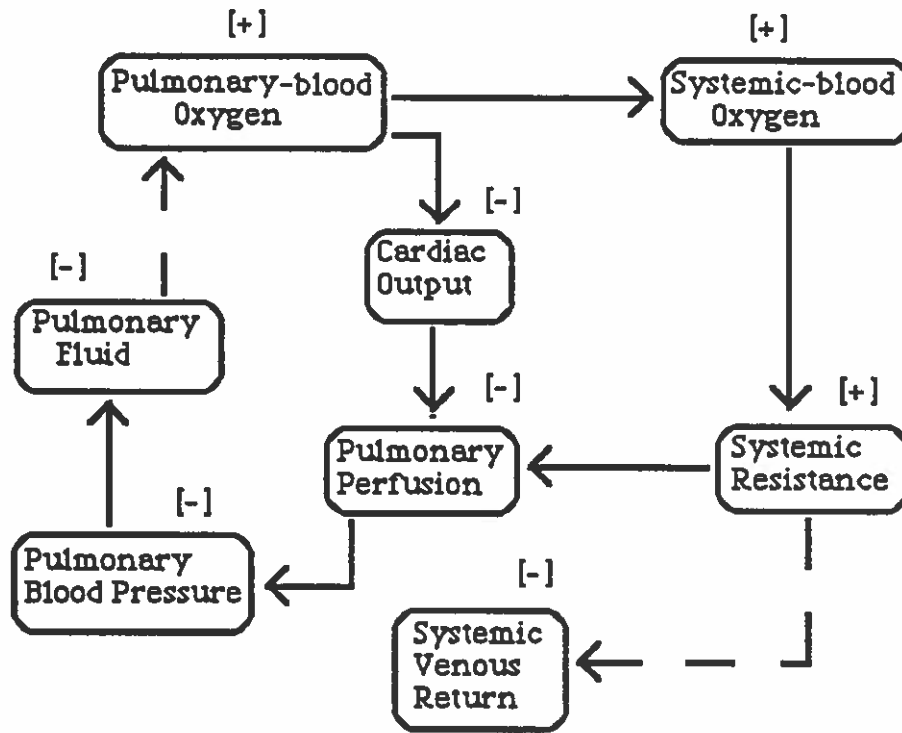 [+]
Pulmonary-blood
Oxygen
[+]
Systemic-blood
Oxygen
[-]
Cardiac
Output
[-]
Pulmonary
Fluid
[-]
Pulmonary
Perfusion
[+]
Systemic
Resistance
[-]
Pulmonary
Blood Pressure
[-]
Systemic
Venous
Return